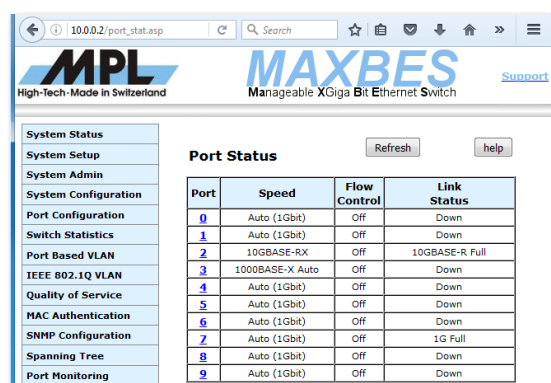 10.0.0.2/port_stat.asp
Search
MPL
High-Tech · Made in Switzerland
MAXBES
Manageable XGiga Bit Ethernet Switch
Support
System Status
System Setup
System Admin
System Configuration
Port Configuration
Switch Statistics
Port Based VLAN
IEEE 802.1Q VLAN
Quality of Service
MAC Authentication
SNMP Configuration
Spanning Tree
Port Monitoring
Port Status
Refresh
help
Port Speed Flow Control Link Status
0 Auto (1Gbit) Off Down
1 Auto (1Gbit) Off Down
2 10GBASE-RX Off 10GBASE-R Full
3 1000BASE-X Auto Off Down
4 Auto (1Gbit) Off Down
5 Auto (1Gbit) Off Down
6 Auto (1Gbit) Off Down
7 Auto (1Gbit) Off 1G Full
8 Auto (1Gbit) Off Down
9 Auto (1Gbit) Off Down